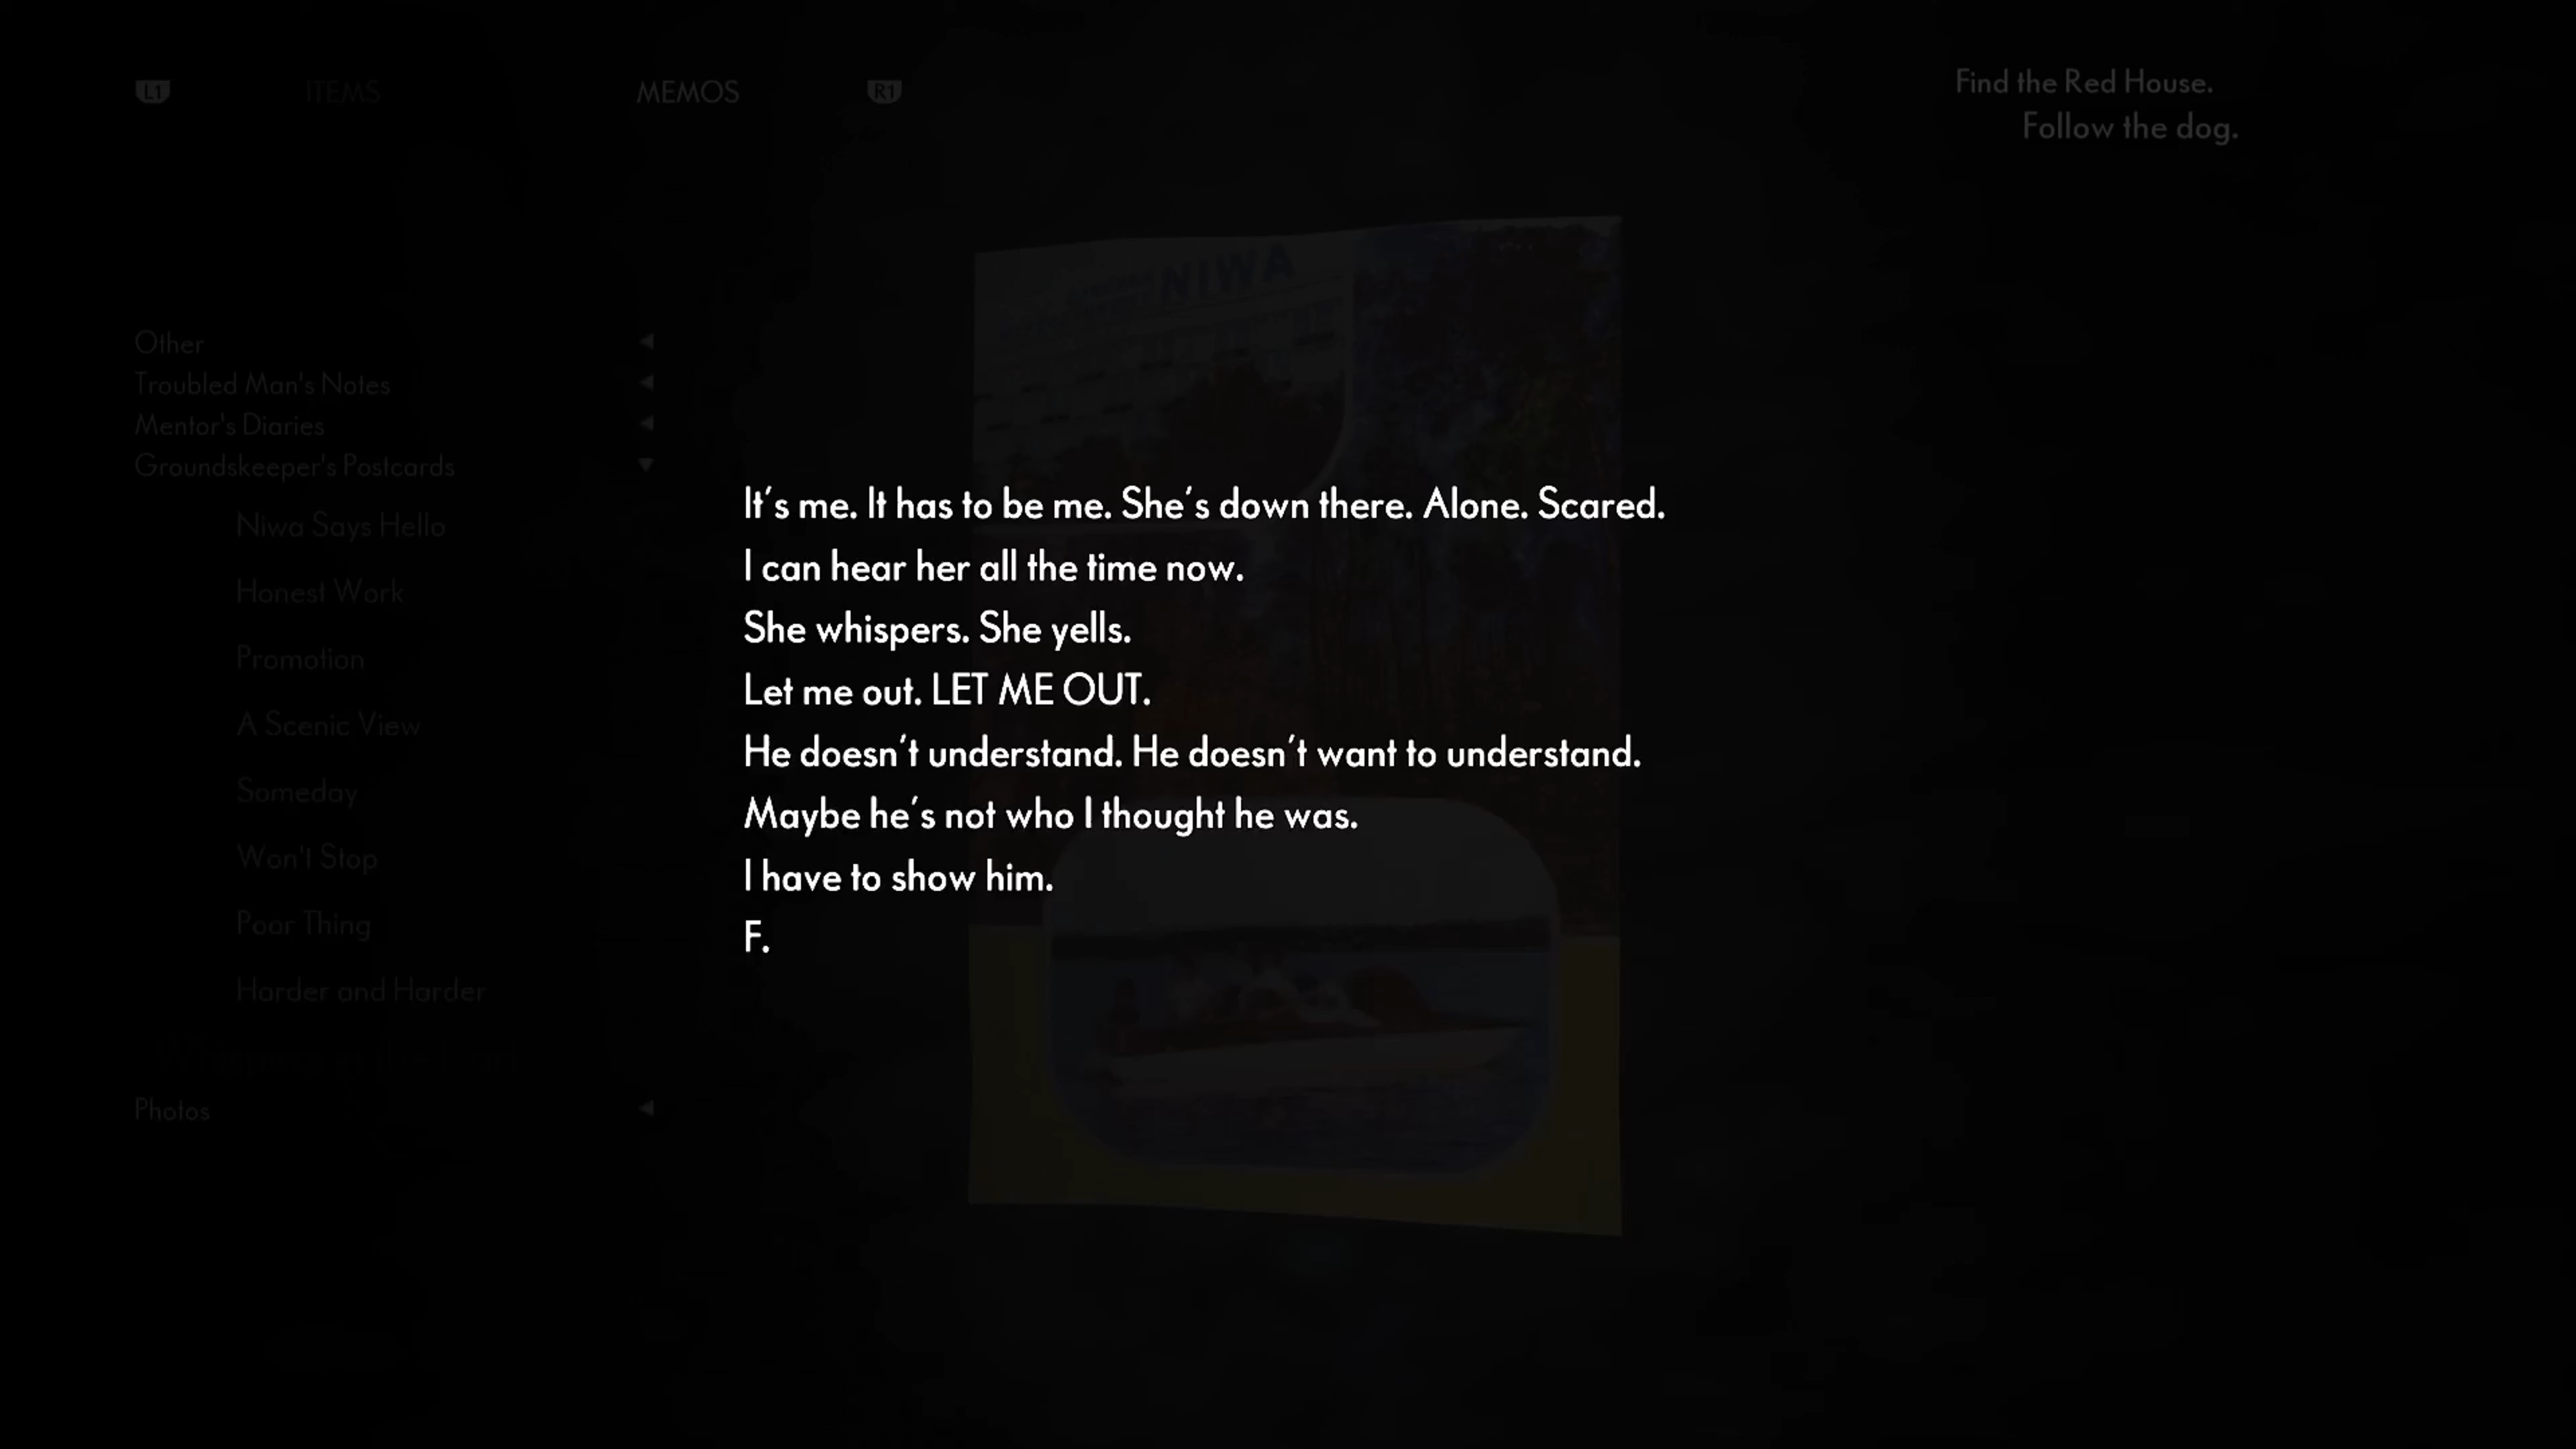 L1
ITEMS
MEMOS
R1
Find the Red House.
Follow the dog.
NIWA
Other
Troubled Man's Notes
Mentor's Diaries
Groundskeeper's Postcards
Niwa Says Hello
Honest Work
Promotion
A Scenic View
Someday
Won't Stop
Poor Thing
Harder and Harder
Photos
It's me. It has to be me. She's down there. Alone. Scared.
I can hear her all the time now.
She whispers. She yells.
Let me out. LET ME OUT.
He doesn't understand. He doesn't want to understand.
Maybe he's not who I thought he was.
I have to show him.
F.